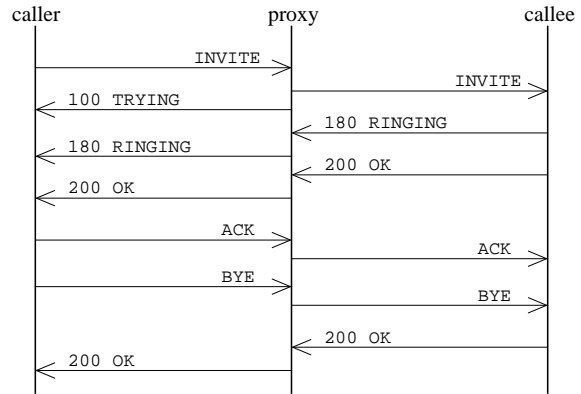 caller proxy callee
INVITE
INVITE
100 TRYING
180 RINGING
180 RINGING
200 OK
200 OK
ACK
ACK
BYE
BYE
200 OK
200 OK